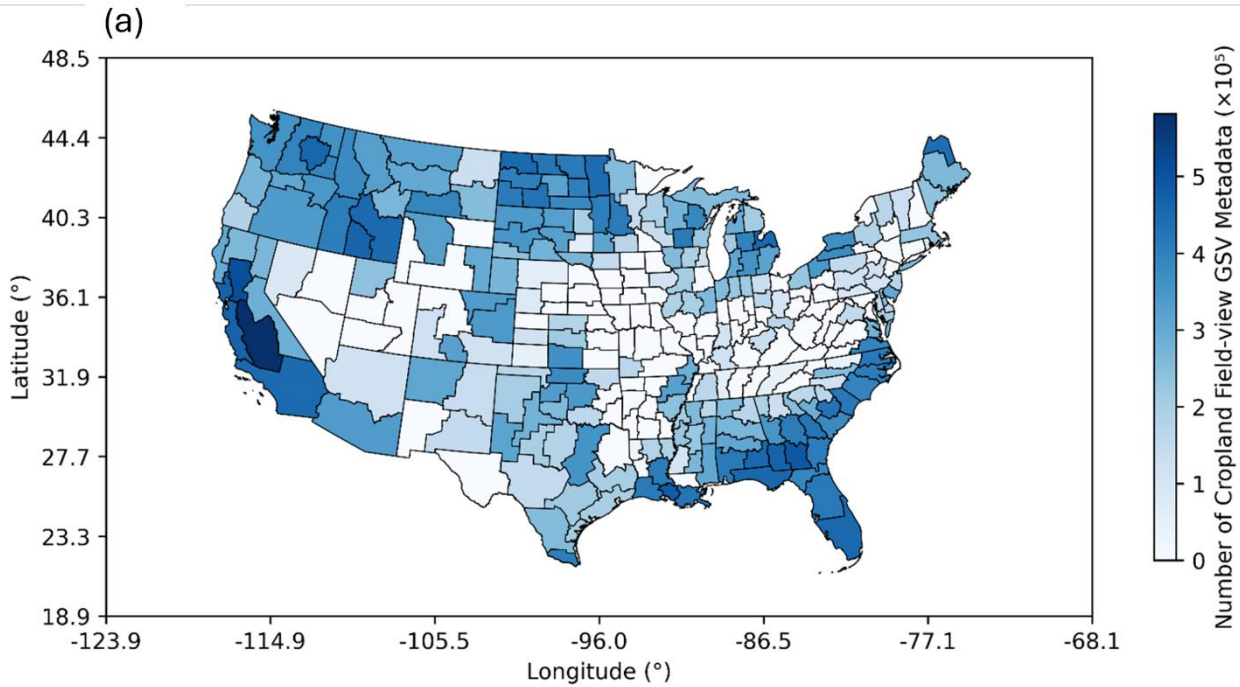 (a)
48.5
44.4
40.3
36.1
31.9
27.7
23.3
18.9
Latitude (°)
-123.9 -114.9 -105.5 -96.0 -86.5 -77.1 -68.1
Longitude (°)
5
4
3
2
1
0
Number of Cropland Field-view GSV Metadata (×10⁵)